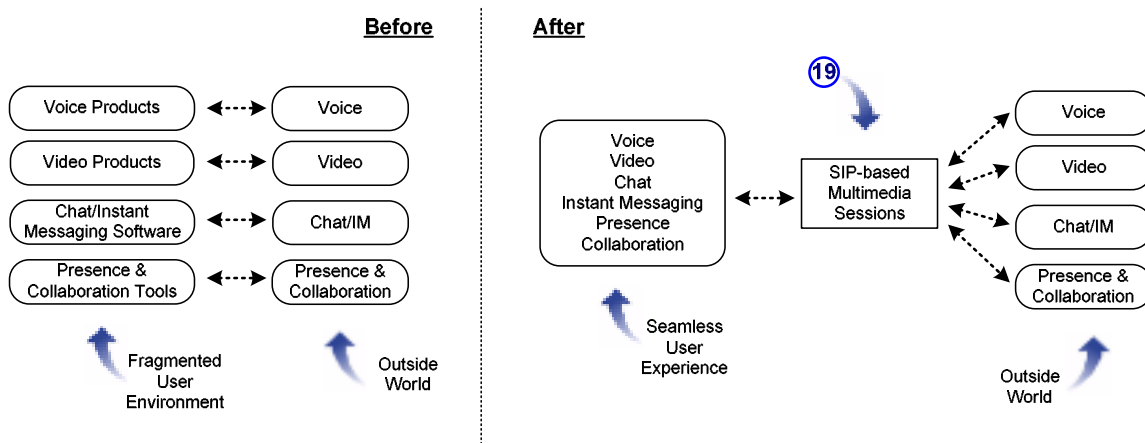 Before
Voice Products
Voice
Video Products
Video
Chat/Instant
Messaging Software
Chat/IM
Presence &
Collaboration Tools
Presence &
Collaboration
Fragmented
User
Environment
Outside
World
After
19
Voice
Video
Chat
Instant Messaging
Presence
Collaboration
SIP-based
Multimedia
Sessions
Voice
Video
Chat/IM
Presence &
Collaboration
Seamless
User
Experience
Outside
World